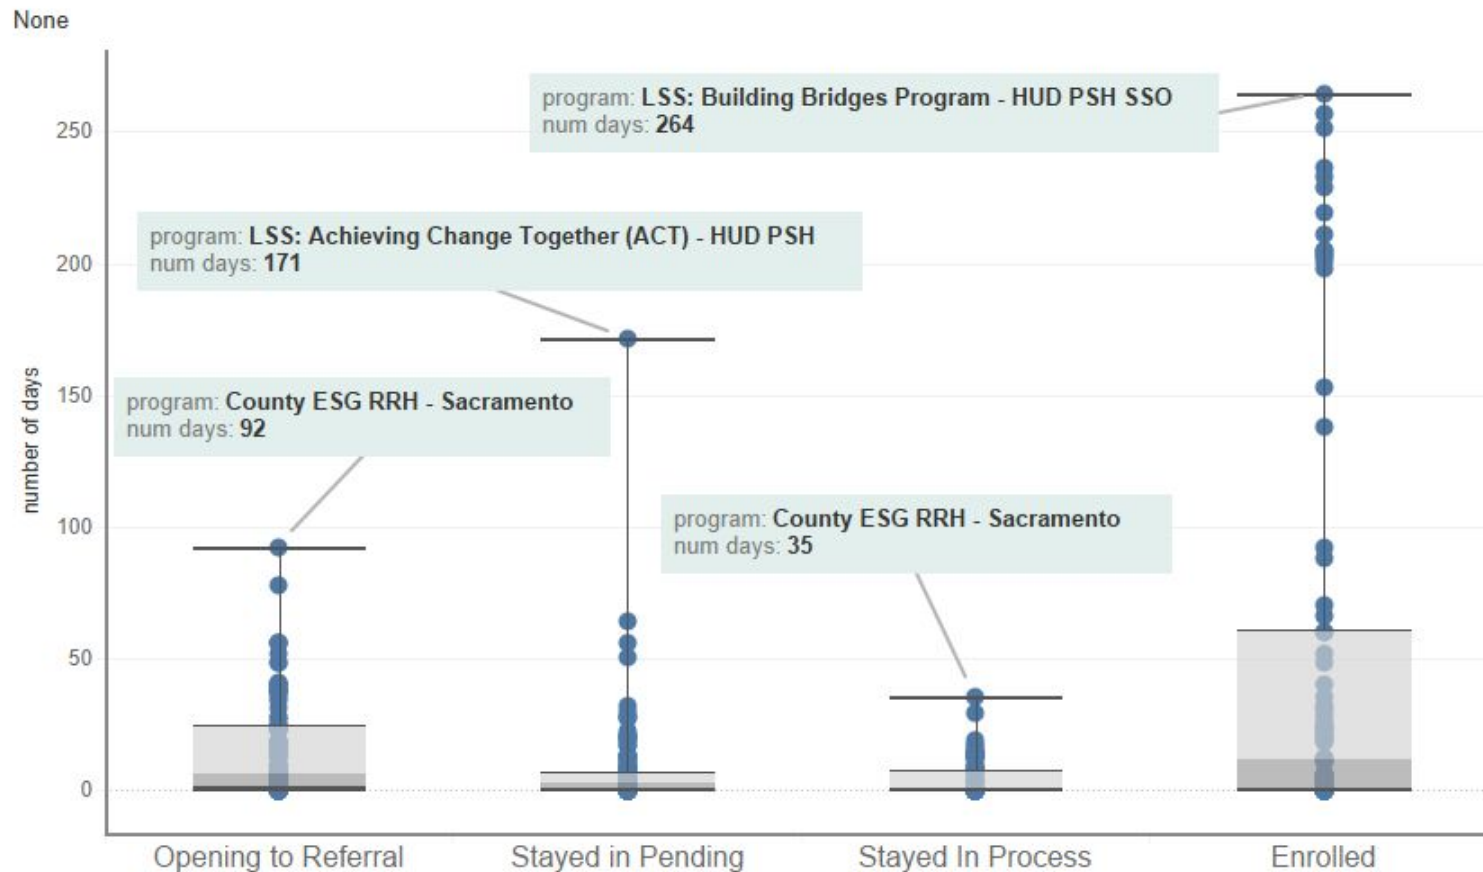 None
program: LSS: Building Bridges Program - HUD PSH SSO
num days: 264
program: LSS: Achieving Change Together (ACT) - HUD PSH
num days: 171
program: County ESG RRH - Sacramento
num days: 92
program: County ESG RRH - Sacramento
num days: 35
number of days
250
200
150
100
50
0
Opening to Referral
Stayed in Pending
Stayed In Process
Enrolled